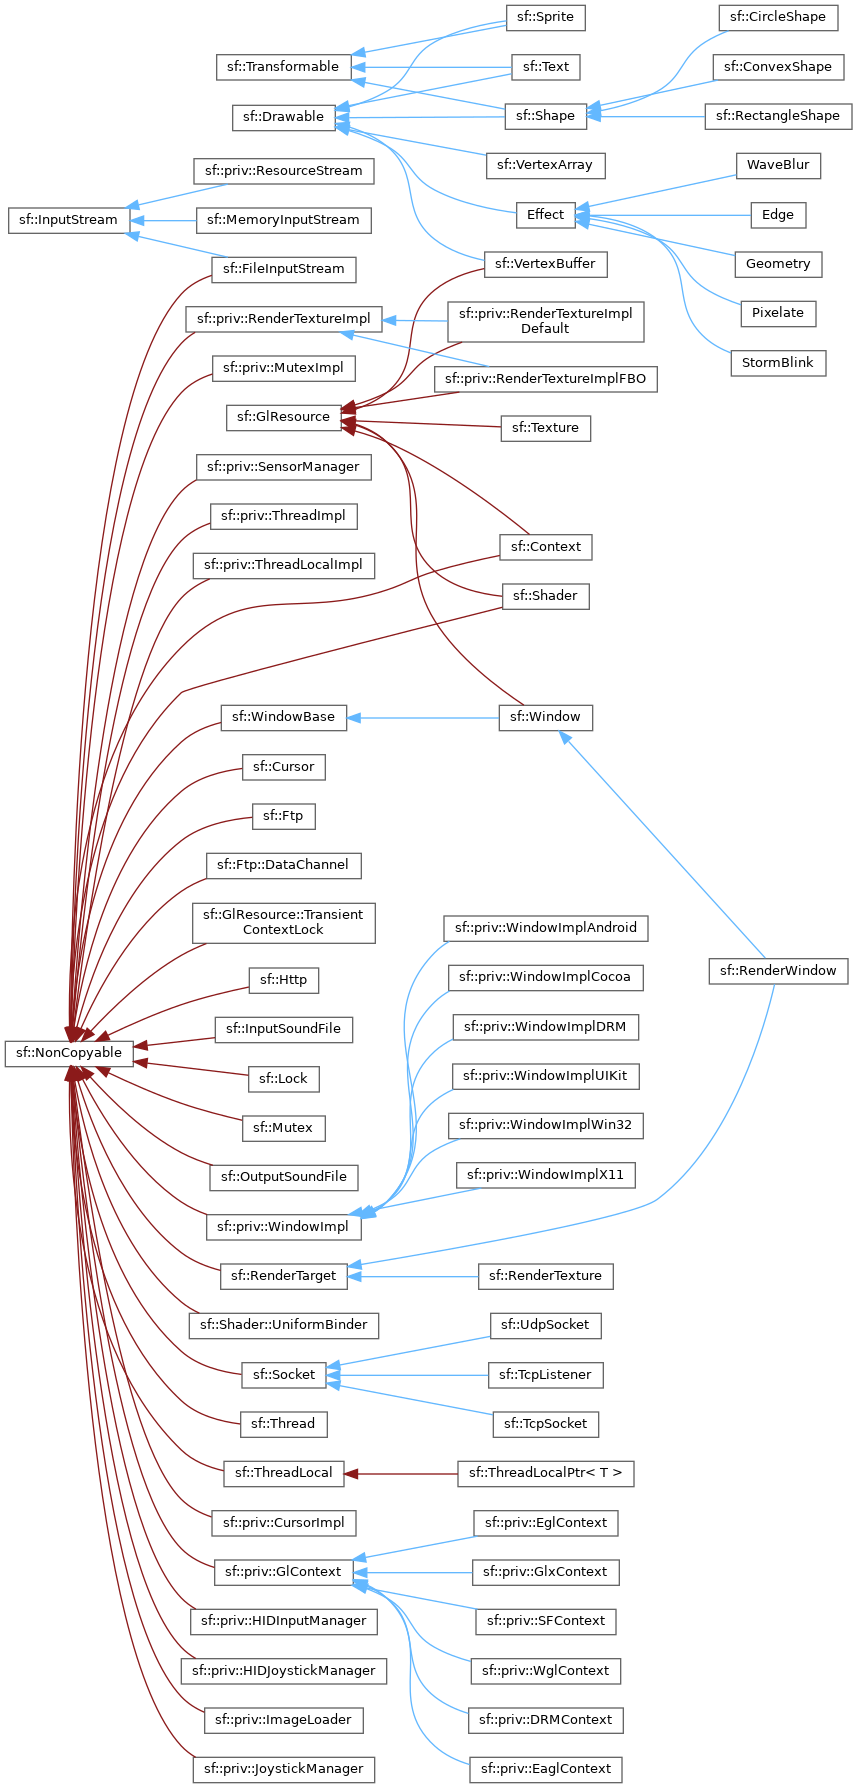 sf::Sprite
sf::CircleShape
sf::Transformable
sf::Text
sf::ConvexShape
sf::Drawable
sf::Shape
sf::RectangleShape
sf::VertexArray
WaveBlur
sf::priv::ResourceStream
sf::InputStream
sf::MemoryInputStream
Effect
Edge
sf::FileInputStream
sf::VertexBuffer
Geometry
sf::priv::RenderTextureImpl
sf::priv::RenderTextureImpl
Default
Pixelate
sf::priv::MutexImpl
sf::priv::RenderTextureImplFBO
StormBlink
sf::GlResource
sf::Texture
sf::priv::SensorManager
sf::priv::ThreadImpl
sf::Context
sf::priv::ThreadLocalImpl
sf::Shader
sf::WindowBase
sf::Window
sf::Cursor
sf::Ftp
sf::Ftp::DataChannel
sf::GlResource::Transient
ContextLock
sf::priv::WindowImplAndroid
sf::Http
sf::priv::WindowImplCocoa
sf::RenderWindow
sf::InputSoundFile
sf::priv::WindowImplDRM
sf::NonCopyable
sf::Lock
sf::priv::WindowImplUIKit
sf::Mutex
sf::priv::WindowImplWin32
sf::OutputSoundFile
sf::priv::WindowImplX11
sf::priv::WindowImpl
sf::RenderTarget
sf::RenderTexture
sf::Shader::UniformBinder
sf::UdpSocket
sf::Socket
sf::TcpListener
sf::Thread
sf::TcpSocket
sf::ThreadLocal
sf::ThreadLocalPtr< T >
sf::priv::CursorImpl
sf::priv::EglContext
sf::priv::GlContext
sf::priv::GlxContext
sf::priv::HIDInputManager
sf::priv::SFContext
sf::priv::HIDJoystickManager
sf::priv::WglContext
sf::priv::ImageLoader
sf::priv::DRMContext
sf::priv::JoystickManager
sf::priv::EaglContext